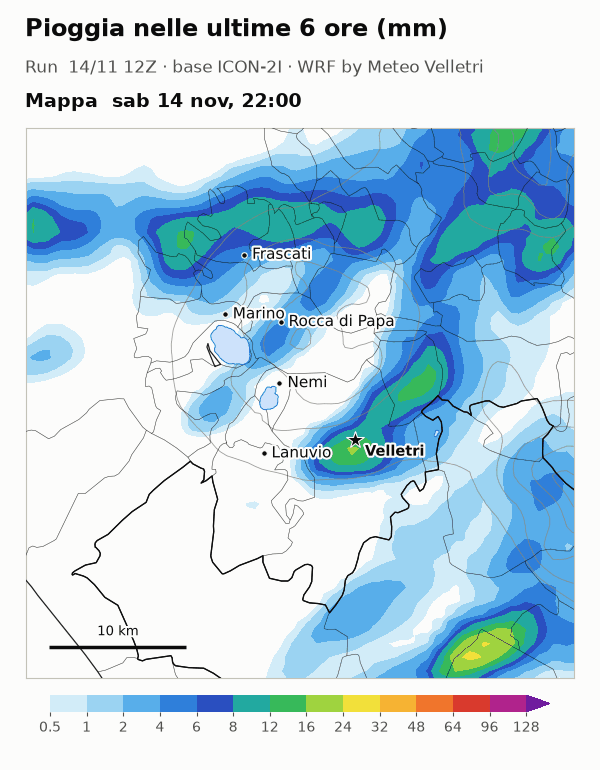 Pioggia nelle ultime 6 ore (mm)
Run 14/11 12Z · base ICON-2I · WRF by Meteo Velletri
Mappa sab 14 nov, 22:00
Frascati
Marino
Rocca di Papa
Nemi
Velletri
Lanuvio
10 km
0.5 1 2 4 6 8 12 16 24 32 48 64 96 128